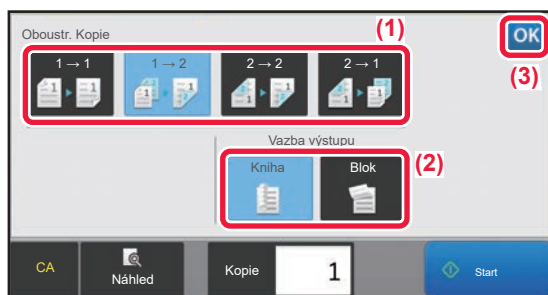 Oboustr. Kopie
(1)
OK
(3)
1 → 1
1 → 2
2 → 2
2 → 1
Vazba výstupu
Kniha
Blok
(2)
CA
Náhled
Kopie
1
Start